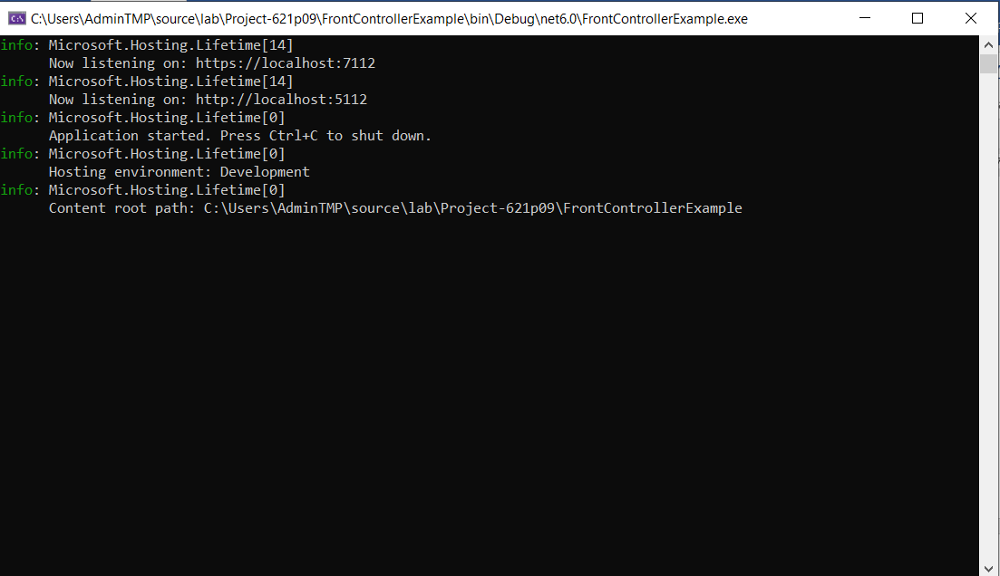 C:\Users\AdminTMP\source\lab\Project-621p09\FrontControllerExample\bin\Debug\net6.0\FrontControllerExample.exe
info: Microsoft.Hosting.Lifetime[14]
      Now listening on: https://localhost:7112
info: Microsoft.Hosting.Lifetime[14]
      Now listening on: http://localhost:5112
info: Microsoft.Hosting.Lifetime[0]
      Application started. Press Ctrl+C to shut down.
info: Microsoft.Hosting.Lifetime[0]
      Hosting environment: Development
info: Microsoft.Hosting.Lifetime[0]
      Content root path: C:\Users\AdminTMP\source\lab\Project-621p09\FrontControllerExample